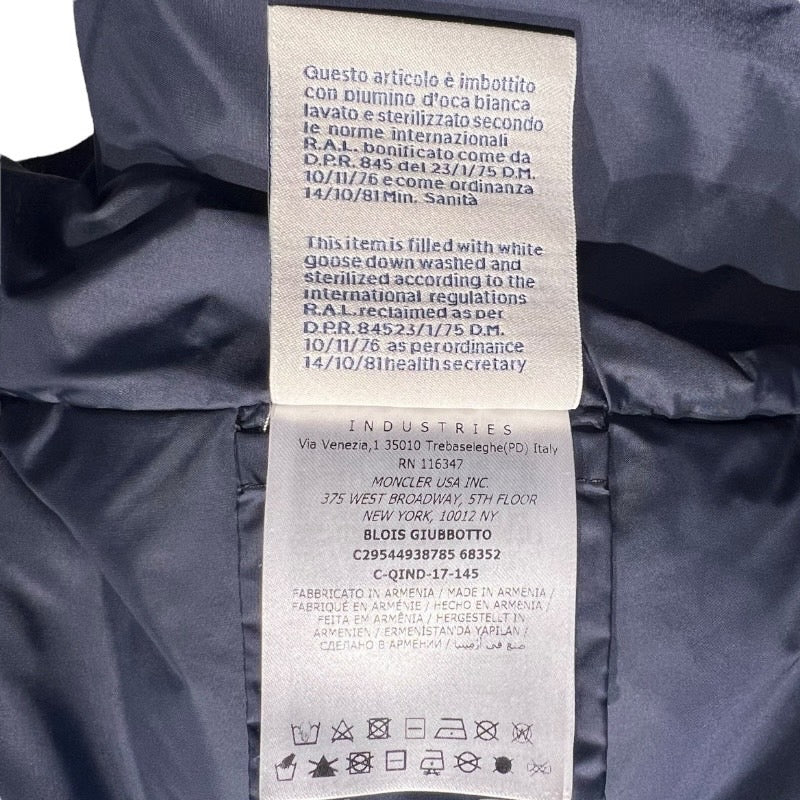 Questo articolo è imbottito
con piumino d'oca bianca
lavato e sterilizzato secondo
le norme internazionali
R.A.L. bonificato come da
D.P.R. 845 del 23/1/75 D.M.
10/11/76 e come ordinanza
14/10/81 Min. Sanità
This item is filled with white
goose down washed and
sterilized according to the
international regulations
R.A.L. reclaimed as per
D.P.R. 84523/1/75 D.M.
10/11/76 as per ordinance
14/10/81 health secretary
INDUSTRIES
Via Venezia,1 35010 Trebaseleghe(PD) Italy
RN 116347
MONCLER USA INC.
375 WEST BROADWAY, 5TH FLOOR
NEW YORK, 10012 NY
BLOIS GIUBBOTTO
C29544938785 68352
C-QIND-17-145
FABBRICATO IN ARMENIA / MADE IN ARMENIA /
FABRIQUÉ EN ARMÉNIE / HECHO EN ARMENIA /
FEITA EM ARMÊNIA / HERGESTELLT IN
ARMENIEN / ERMENISTAN'DA YAPILAN /
СДЕЛАНО В АРМЕНИИ / صنع في أرمينيا